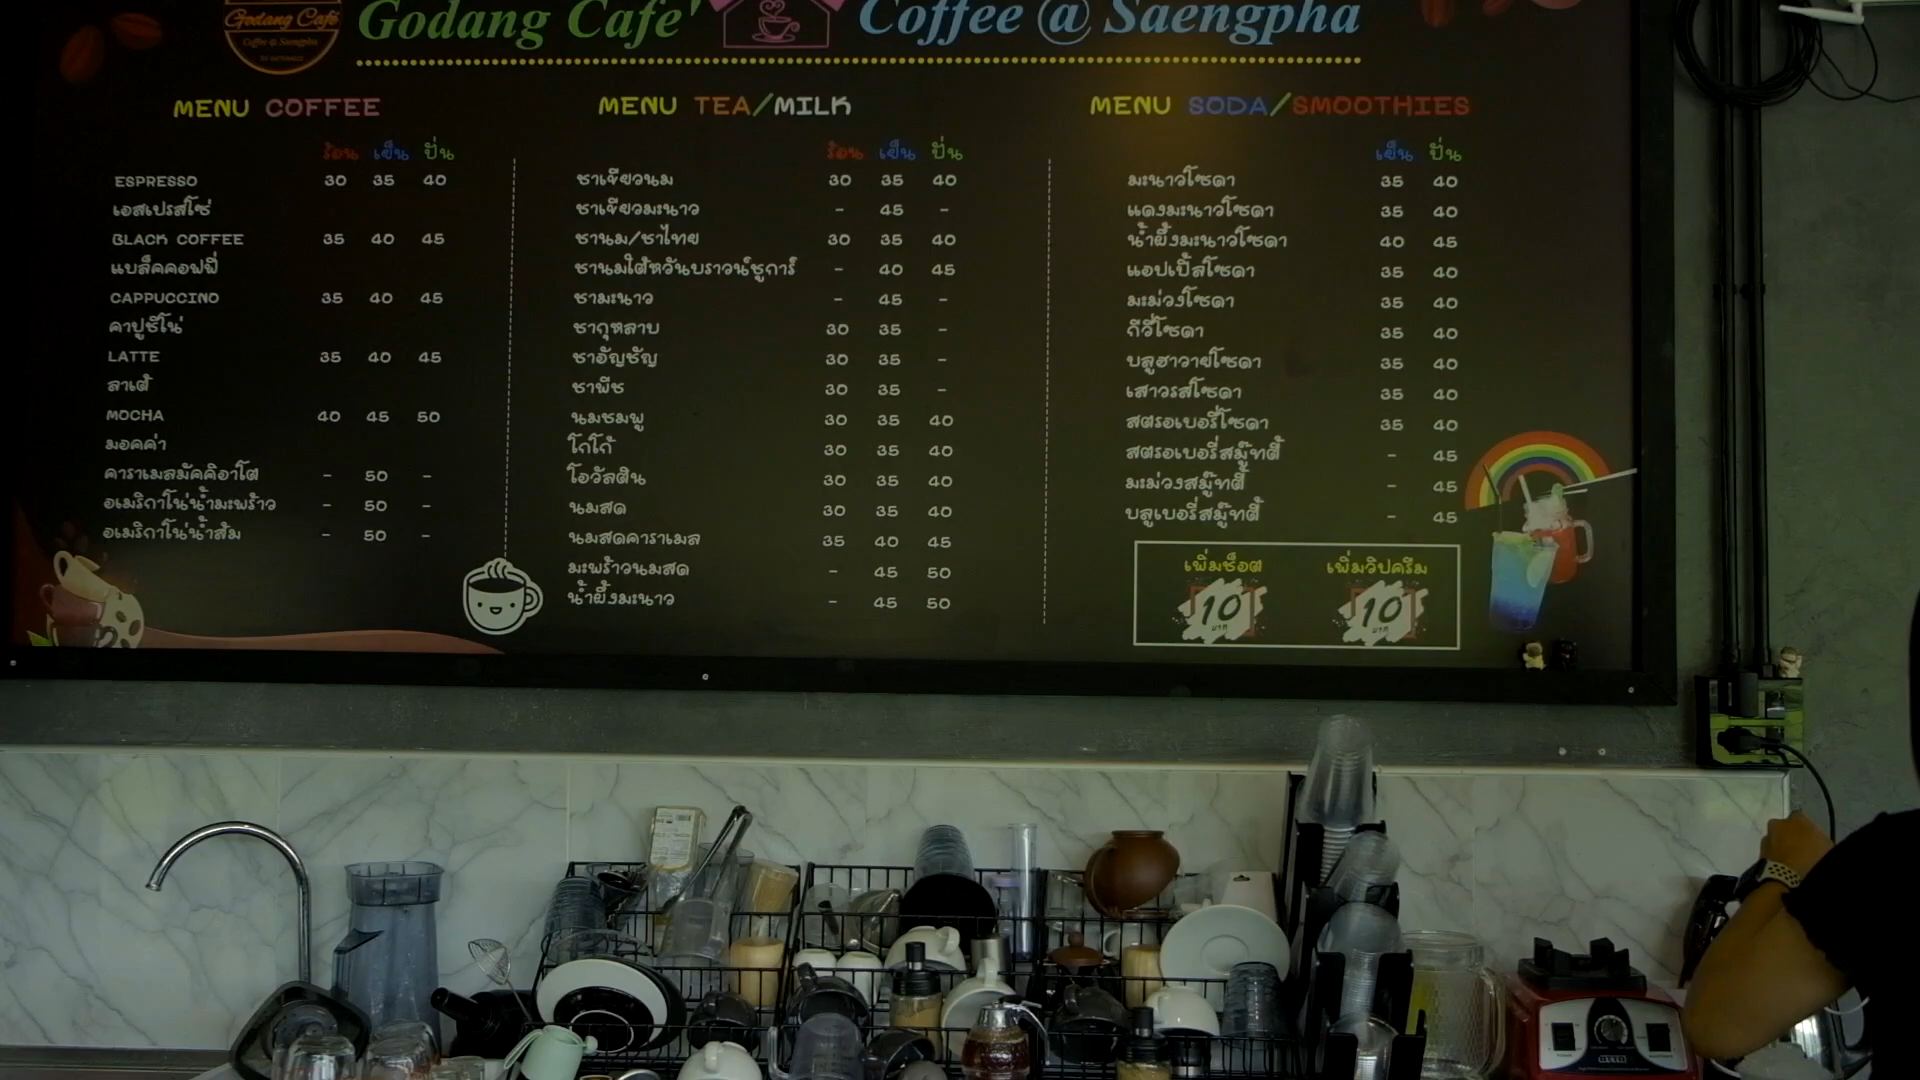 Godang Cafe'
Coffee @ Saengpha
Godang Café
Coffee @ Saengpha
MENU COFFEE
ร้อน เย็น ปั่น
ESPRESSO 30 35 40
เอสเปรสโซ่
BLACK COFFEE 35 40 45
แบล็คคอฟฟี่
CAPPUCCINO 35 40 45
คาปูชิโน่
LATTE 35 40 45
ลาเต้
MOCHA 40 45 50
มอคค่า
คาราเมลมัคคิอาโต - 50 -
อเมริกาโน่น้ำมะพร้าว - 50 -
อเมริกาโน่น้ำส้ม - 50 -
MENU TEA/MILK
ร้อน เย็น ปั่น
ชาเขียวนม 30 35 40
ชาเขียวมะนาว - 45 -
ชานม/ชาไทย 30 35 40
ชานมใต้หวันบราวน์ชูการ์ - 40 45
ชามะนาว - 45 -
ชากุหลาบ 30 35 -
ชาอัญชัญ 30 35 -
ชาพีช 30 35 -
นมชมพู 30 35 40
โกโก้ 30 35 40
โอวัลติน 30 35 40
นมสด 30 35 40
นมสดคาราเมล 35 40 45
มะพร้าวนมสด - 45 50
น้ำผึ้งมะนาว - 45 50
MENU SODA/SMOOTHIES
เย็น ปั่น
มะนาวโซดา 35 40
แดงมะนาวโซดา 35 40
น้ำผึ้งมะนาวโซดา 40 45
แอปเปิ้ลโซดา 35 40
มะม่วงโซดา 35 40
กีวี่โซดา 35 40
บลูฮาวายโซดา 35 40
เสาวรสโซดา 35 40
สตรอเบอรี่โซดา 35 40
สตรอเบอรี่สมู๊ทตี้ - 45
มะม่วงสมู๊ทตี้ - 45
บลูเบอรี่สมู๊ทตี้ - 45
เพิ่มช็อต เพิ่มวิปครีม
10 10
บาท บาท
OTTO